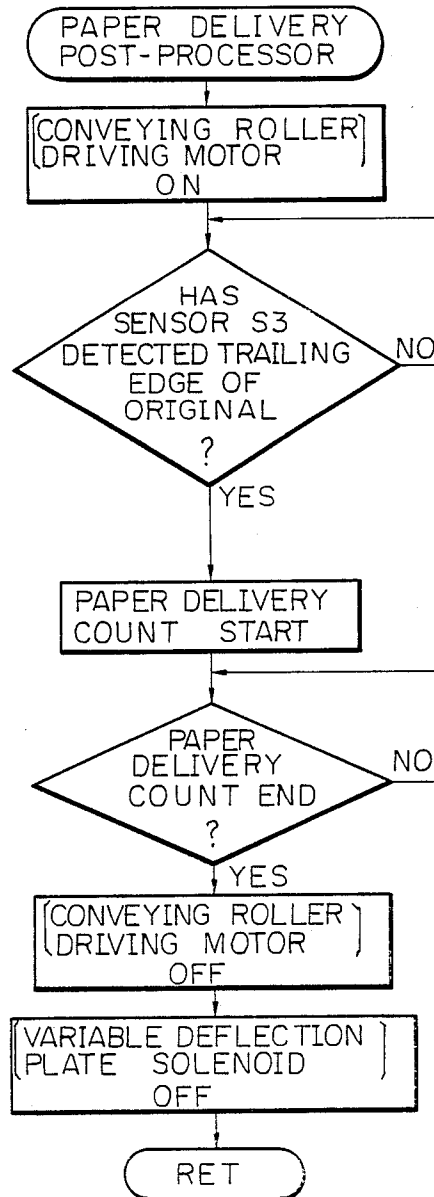 PAPER DELIVERY
POST-PROCESSOR
[CONVEYING ROLLER]
[DRIVING MOTOR]
ON
HAS
SENSOR S3
DETECTED TRAILING
EDGE OF
ORIGINAL
?
NO
YES
PAPER DELIVERY
COUNT START
PAPER
DELIVERY
COUNT END
?
NO
YES
[CONVEYING ROLLER]
[DRIVING MOTOR]
OFF
[VARIABLE DEFLECTION]
[PLATE SOLENOID]
OFF
RET